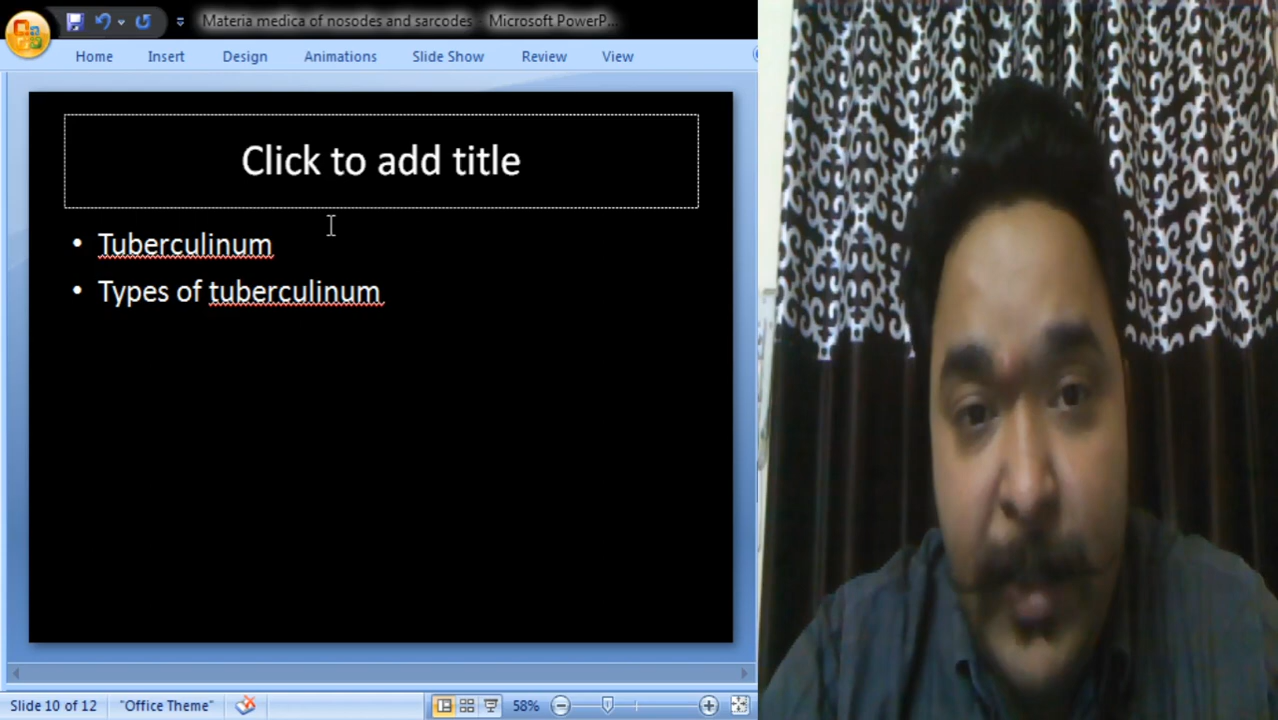 Materia medica of nosodes and sarcodes - Microsoft PowerP...
Home Insert Design Animations Slide Show Review View
Click to add title
• Tuberculinum
• Types of tuberculinum
Slide 10 of 12 "Office Theme" 58%